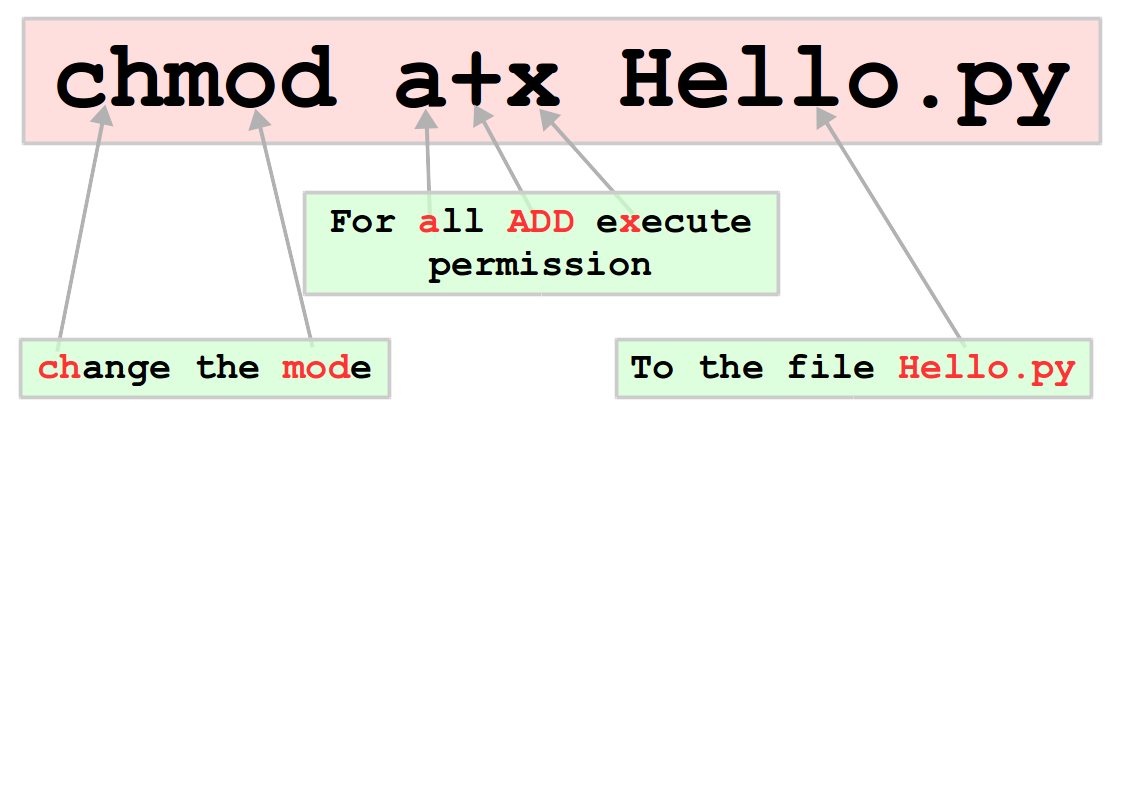 chmod a+x Hello.py
For all ADD execute
permission
change the mode
To the file Hello.py